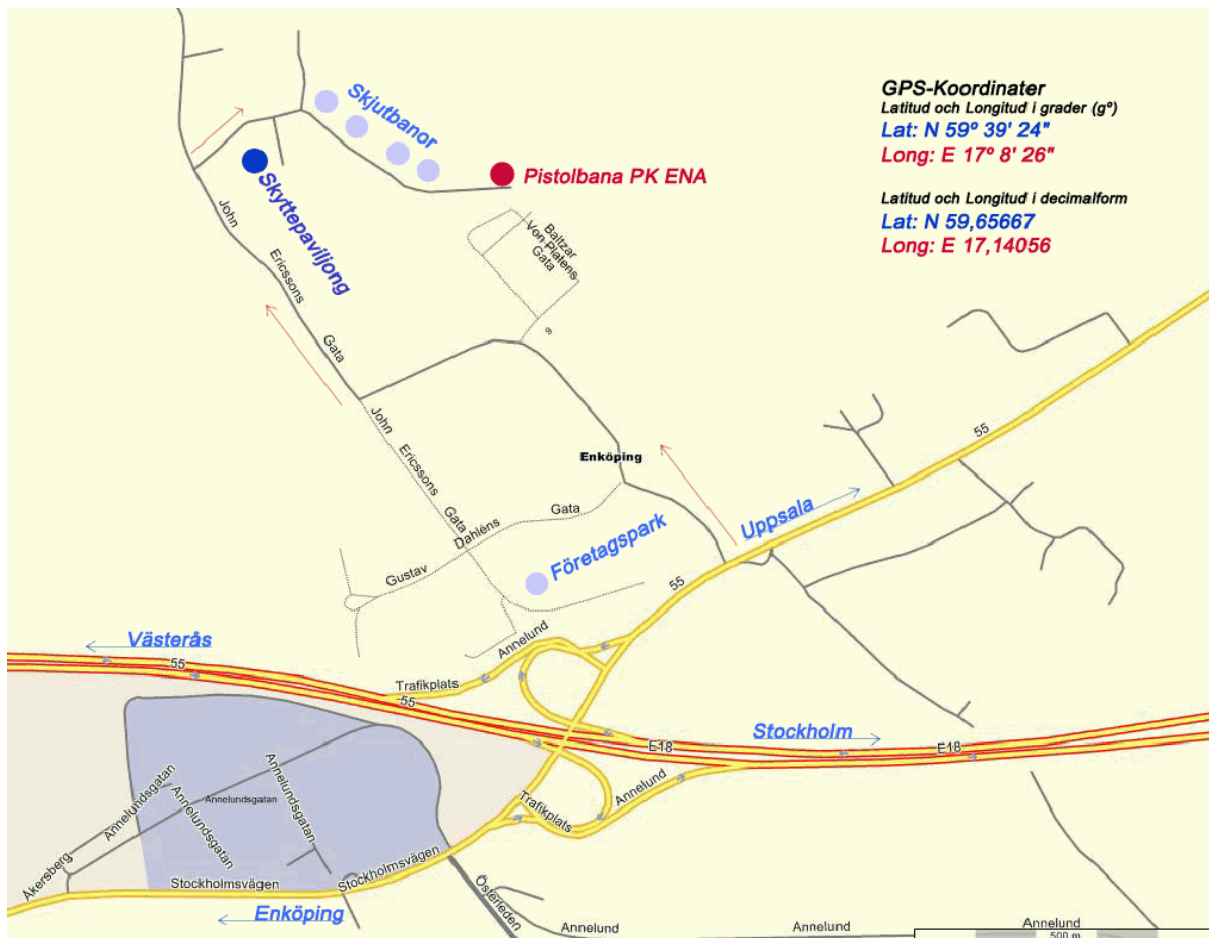 GPS-Koordinater
Latitud och Longitud i grader (g°)
Lat: N 59º 39' 24"
Long: E 17º 8' 26"
Latitud och Longitud i decimalform
Lat: N 59,65667
Long: E 17,14056
Skjutbanor
Pistolbana PK ENA
Skyttepaviljong
John
Ericssons
Gata
Baltzar
Von-Platens
Gata
9
John
Ericssons
Gata
Enköping
55
Uppsala
Gustav
Dahléns
Gata
Företagspark
55
Västerås
55
Annelund
Trafikplats
55
E18
Stockholm
E18
Annelund
Trafikplats
Annelundsgatan
Annelundsgatan
Annelundsgatan
Annelundsgatan
Åkersberg
Stockholmsvägen
Stockholmsvägen
Enköping
Österleden
Annelund
Annelund
Annelund
500 m